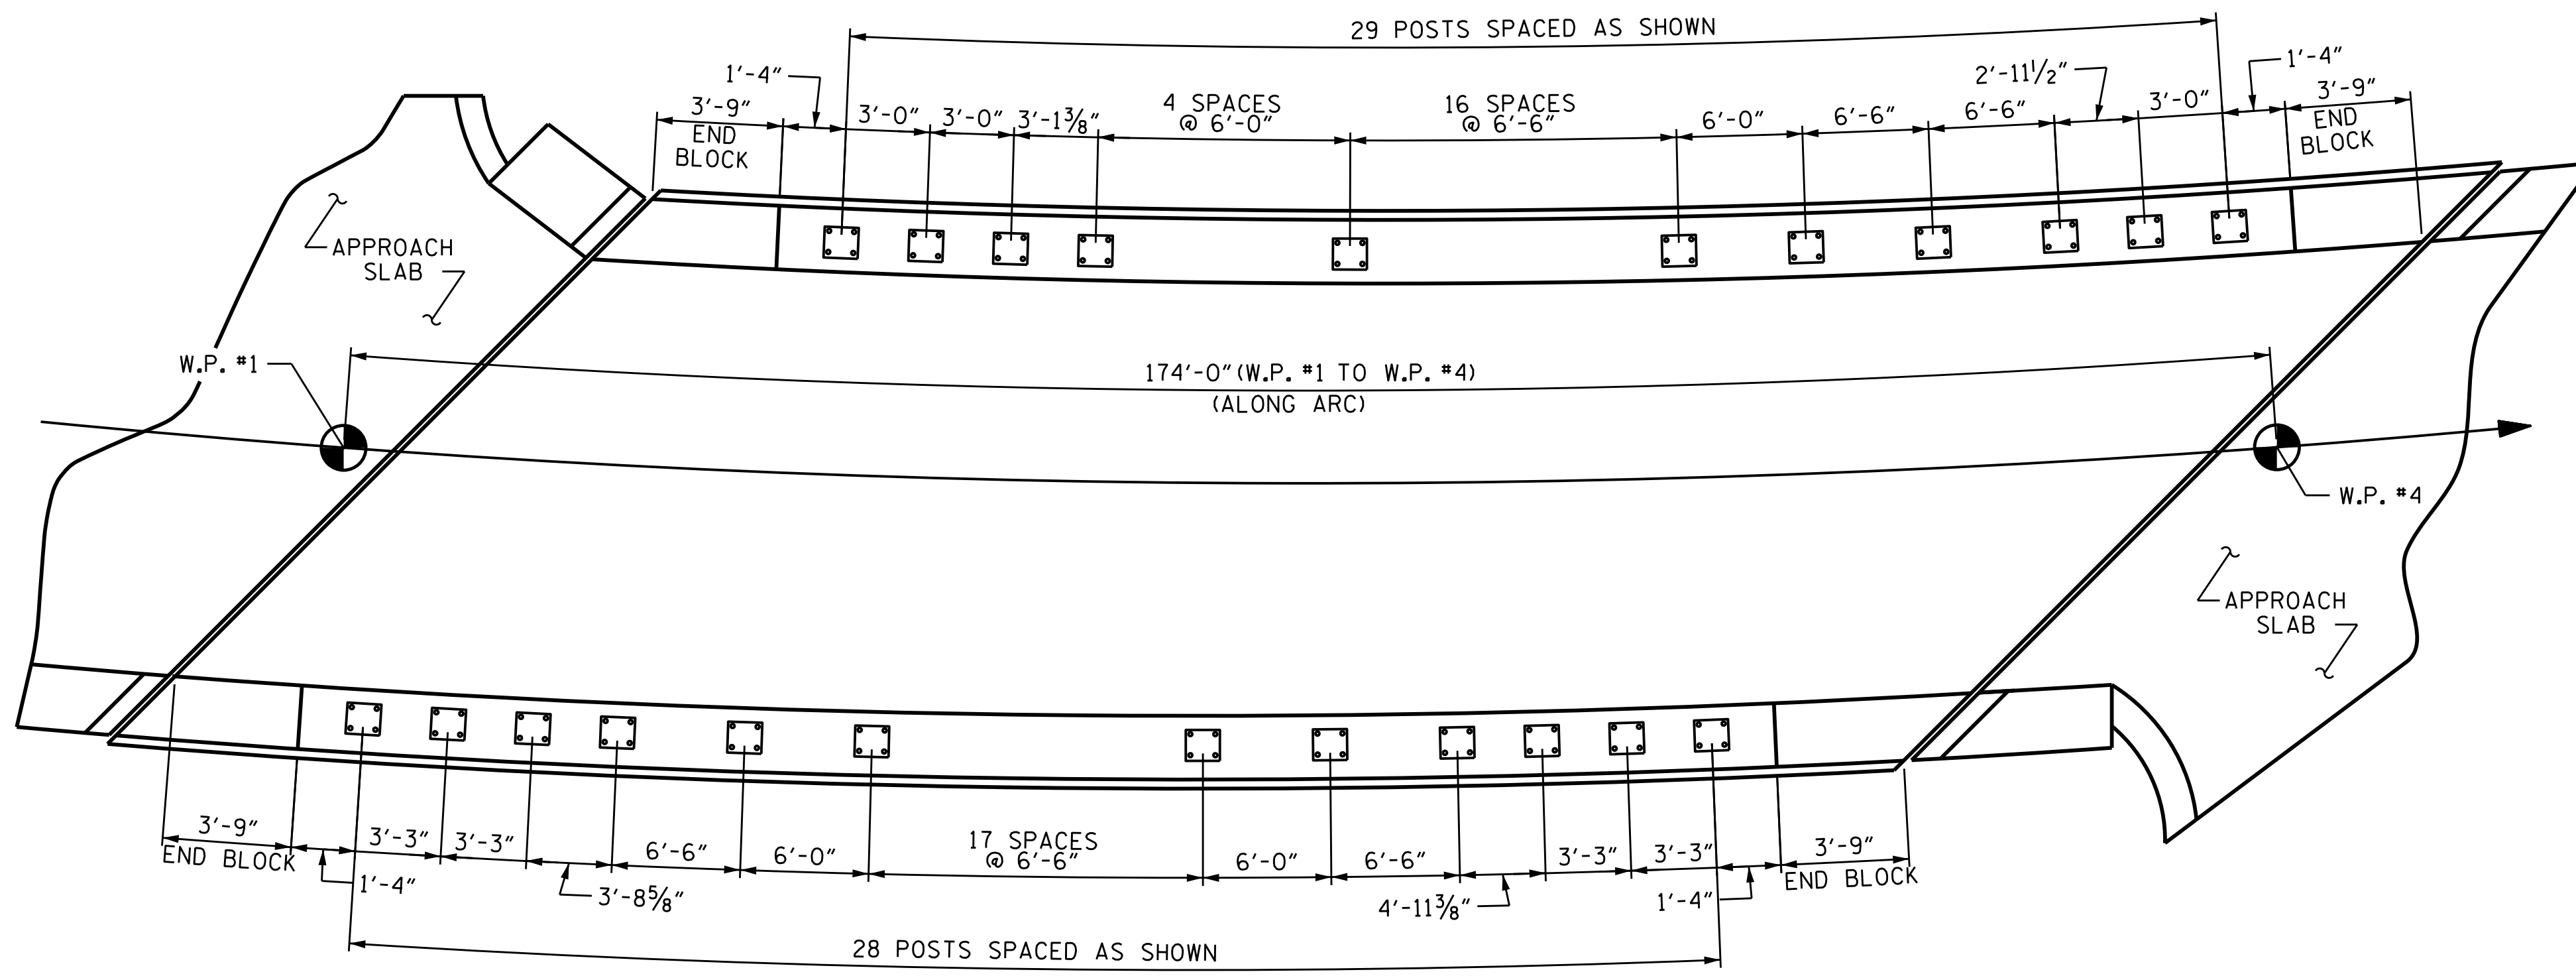 29 POSTS SPACED AS SHOWN
1'-4"
3'-9"
END
BLOCK
3'-0"
3'-0"
3'-1⅜"
4 SPACES
@ 6'-0"
16 SPACES
@ 6'-6"
6'-0"
6'-6"
6'-6"
2'-11½"
3'-0"
1'-4"
3'-9"
END
BLOCK
APPROACH
SLAB
W.P. #1
174'-0" (W.P. #1 TO W.P. #4)
(ALONG ARC)
W.P. #4
APPROACH
SLAB
3'-9"
END BLOCK
1'-4"
3'-3"
3'-3"
3'-8⅝"
6'-6"
6'-0"
17 SPACES
@ 6'-6"
6'-0"
6'-6"
4'-11⅜"
3'-3"
3'-3"
1'-4"
3'-9"
END BLOCK
28 POSTS SPACED AS SHOWN